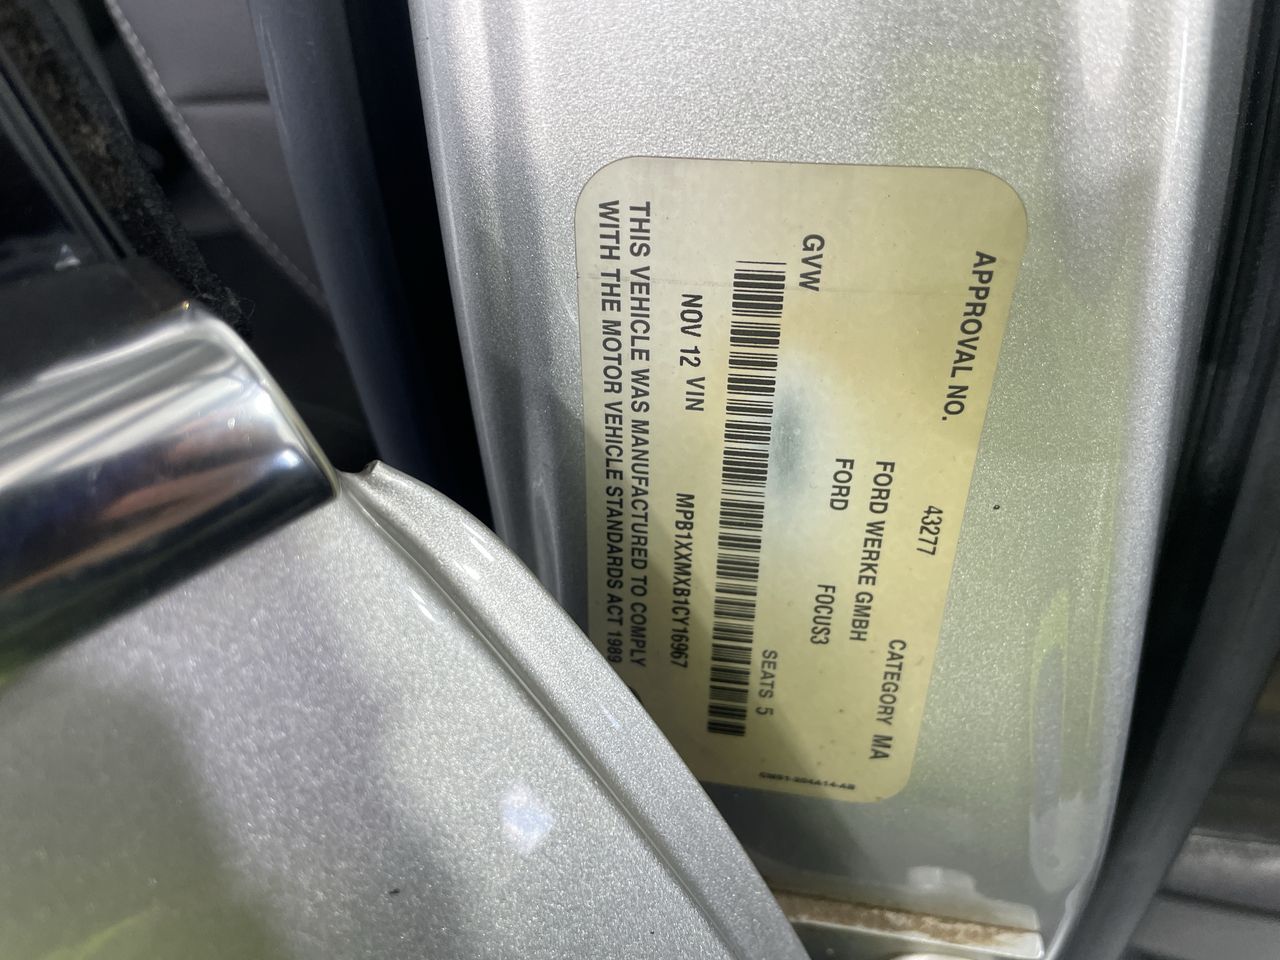 APPROVAL NO. 43277 CATEGORY MA
FORD WERKE GMBH
FORD FOCUS3
GVW SEATS 5
NOV 12 VIN MPB1XXMXB1CY16967
THIS VEHICLE WAS MANUFACTURED TO COMPLY
WITH THE MOTOR VEHICLE STANDARDS ACT 1989